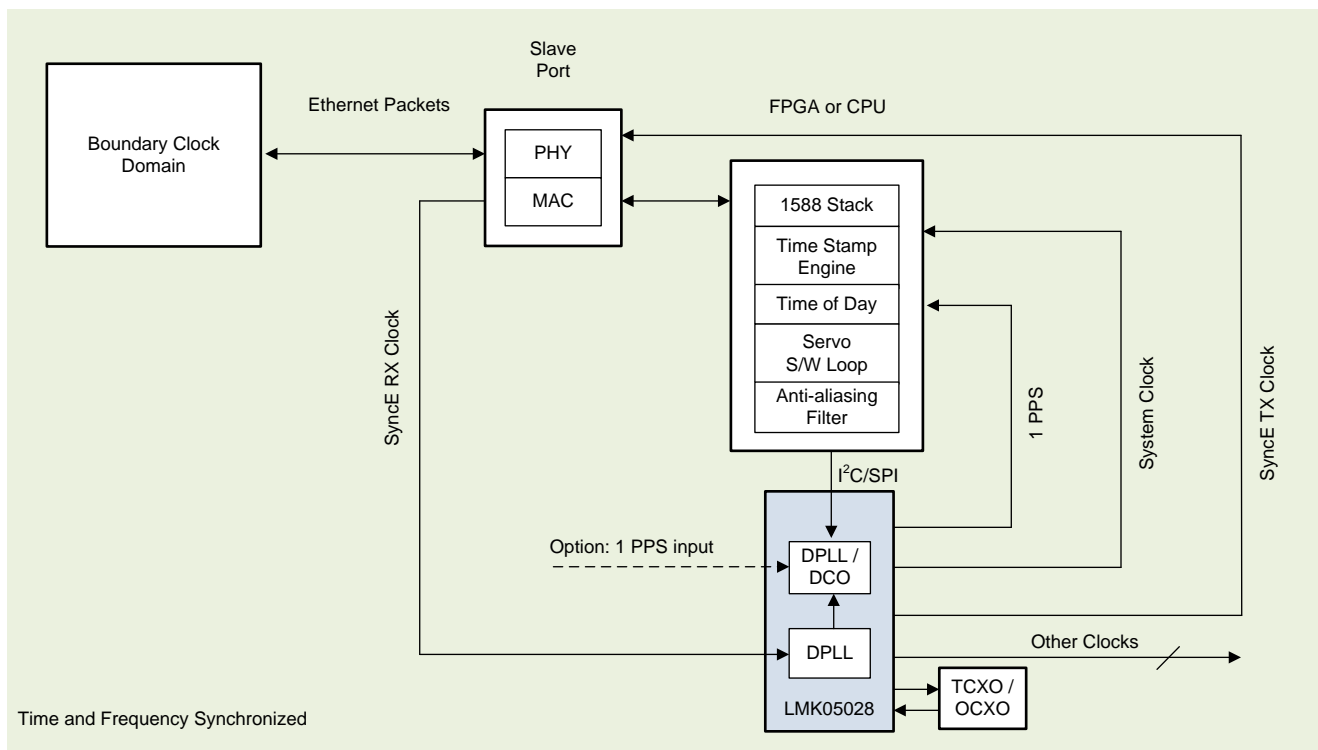 Slave
Port
Ethernet Packets
FPGA or CPU
Boundary Clock
Domain
PHY
MAC
1588 Stack
Time Stamp
Engine
Time of Day
Servo
S/W Loop
Anti-aliasing
Filter
SyncE RX Clock
1 PPS
System Clock
SyncE TX Clock
I²C/SPI
Option: 1 PPS input
DPLL /
DCO
DPLL
Other Clocks
TCXO /
OCXO
LMK05028
Time and Frequency Synchronized